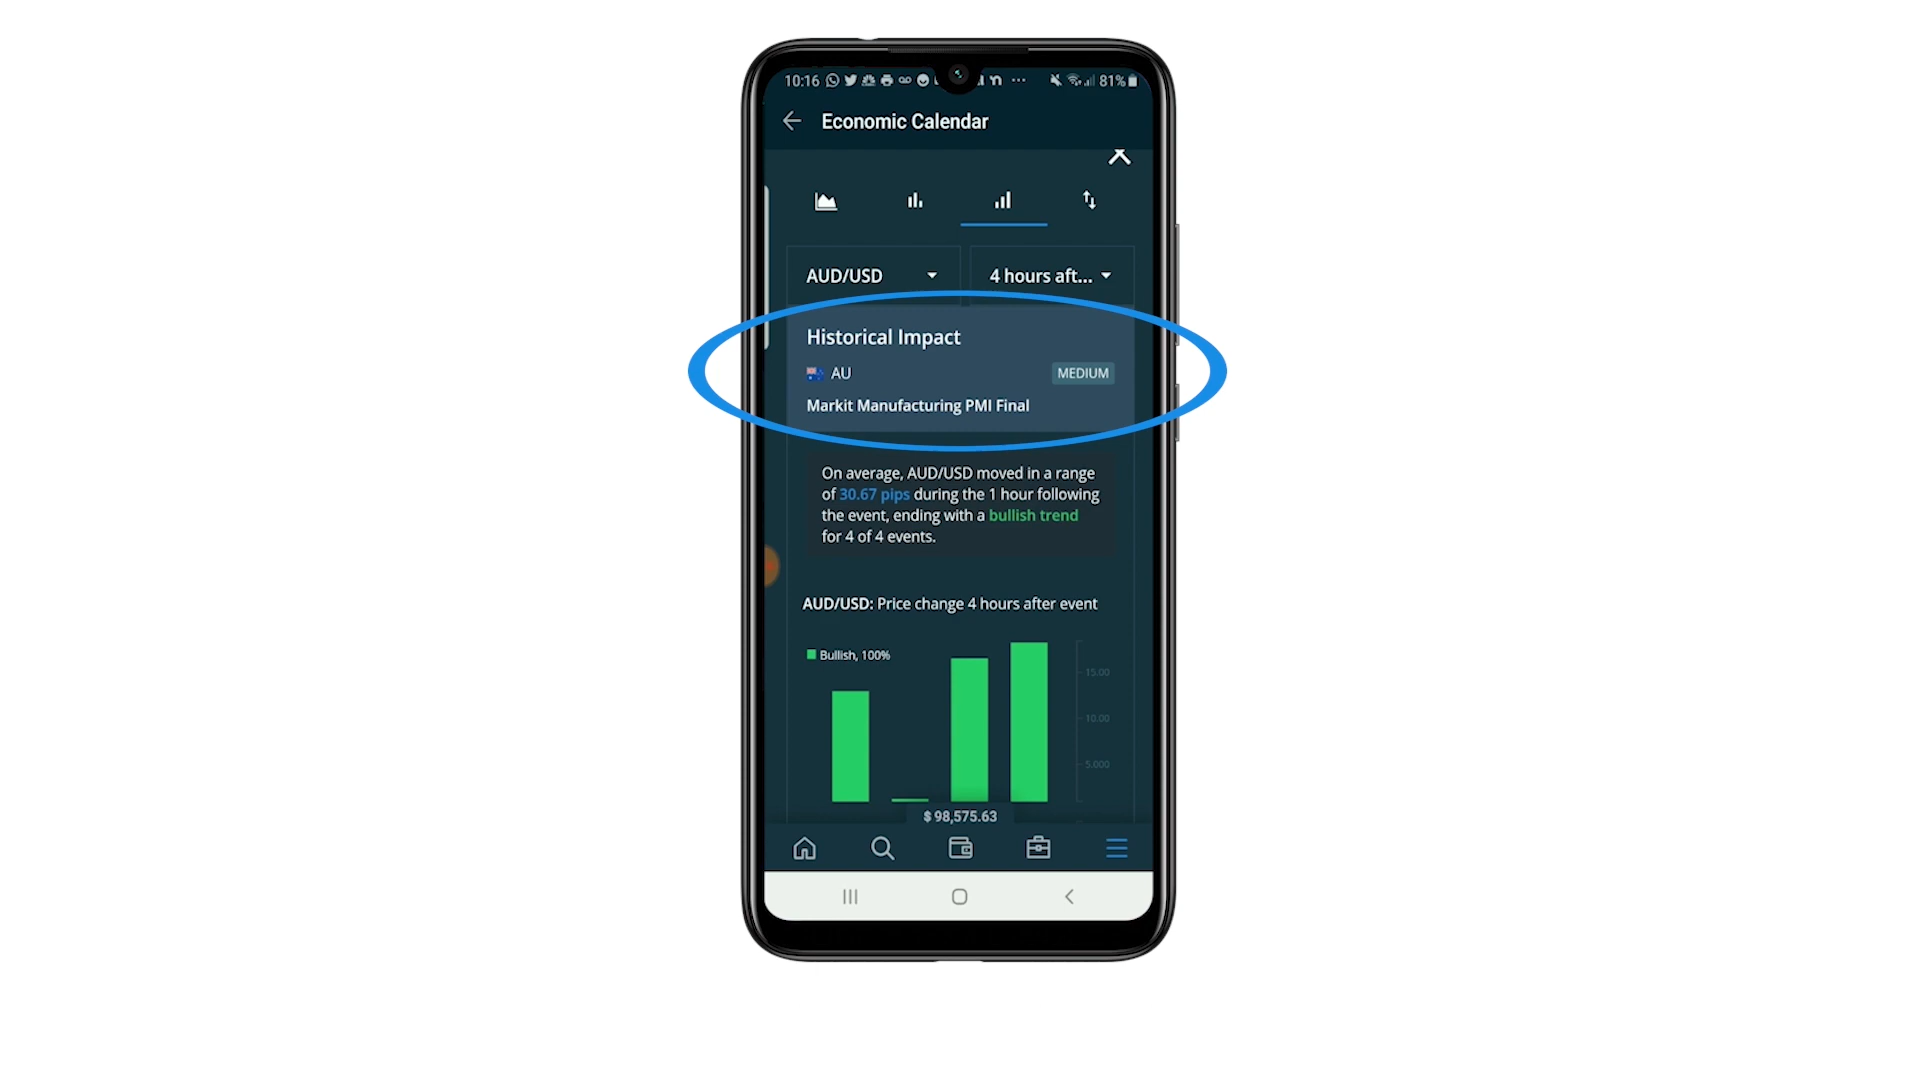 10:16
81%
Economic Calendar
AUD/USD
4 hours aft...
Historical Impact
AU
MEDIUM
Markit Manufacturing PMI Final
On average, AUD/USD moved in a range
of 30.67 pips during the 1 hour following
the event, ending with a bullish trend
for 4 of 4 events.
AUD/USD: Price change 4 hours after event
Bullish, 100%
15.00
10.00
5.000
$ 98,575.63